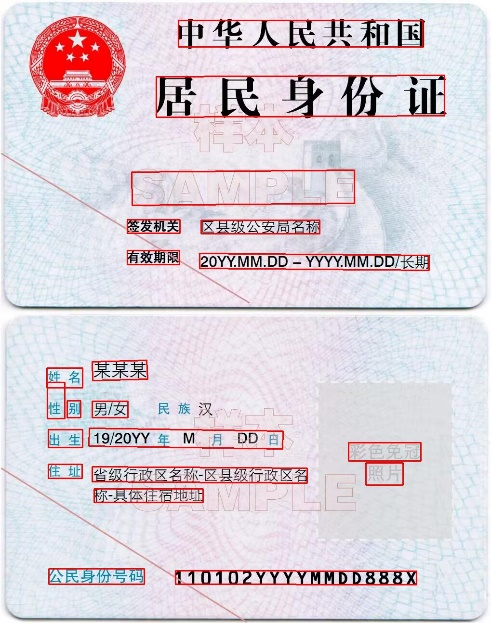 中华人民共和国
居民身份证
样本
SAMPLE
签发机关 区县级公安局名称
有效期限 20YY.MM.DD - YYYY.MM.DD/长期
姓名 某某某
性别 男/女 民族 汉
样本
出生 19/20YY 年 M 月 DD 日
彩色免冠
照片
住址 省级行政区名称-区县级行政区名
称-具体住宿地址
SAMPLE
公民身份号码 110102YYYYMMDD888X